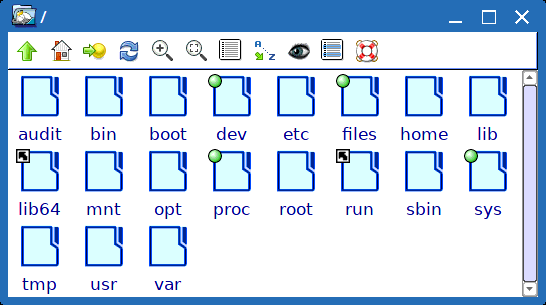 /
audit bin boot dev etc files home lib
lib64 mnt opt proc root run sbin sys
tmp usr var